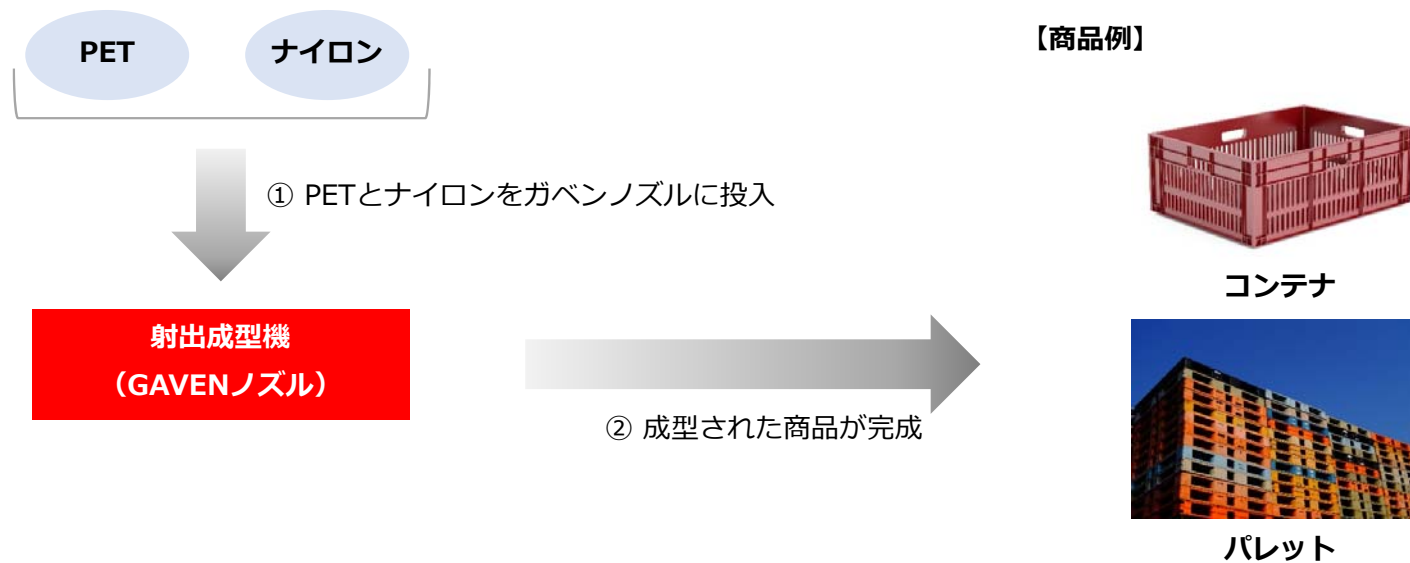 PET
ナイロン
① PETとナイロンをガベンノズルに投入
射出成型機
（GAVENノズル）
② 成型された商品が完成
【商品例】
コンテナ
パレット